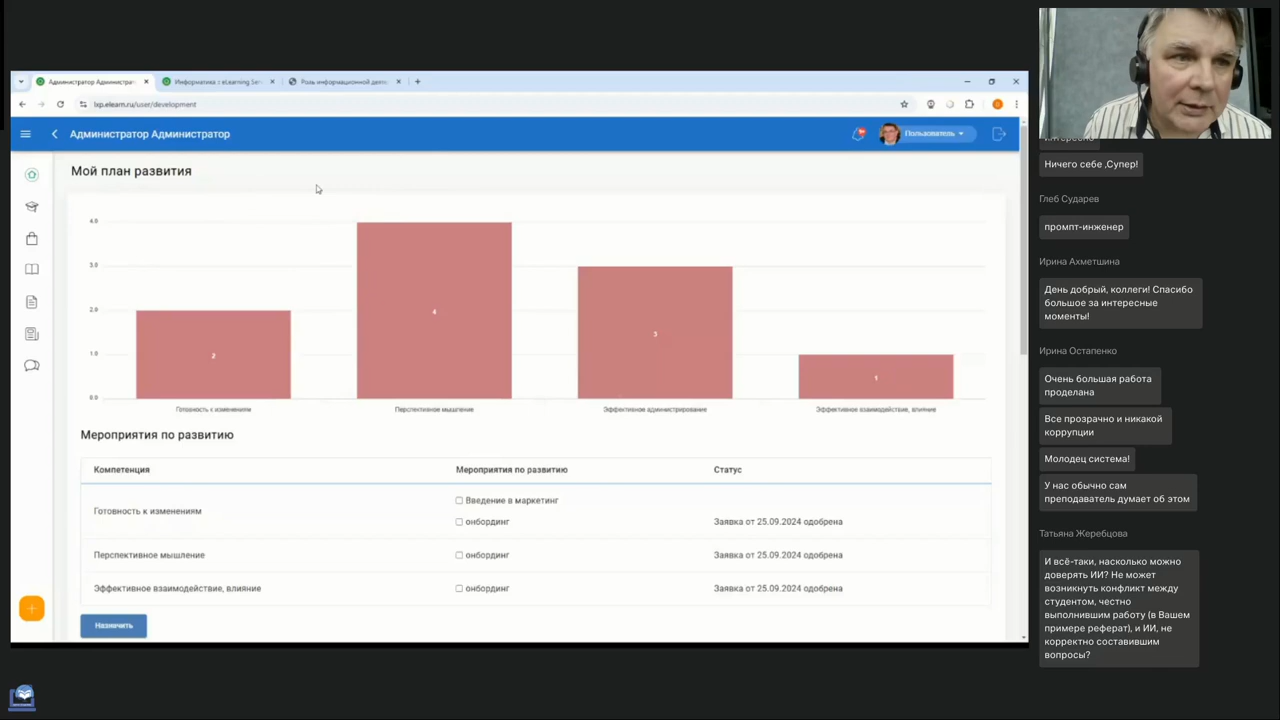 Администратор Администрат
Информатика : eLearning Ser
Роль информационной деяте
lxp.elearn.ru/user/development
Администратор Администратор
Пользователь
Мой план развития
4.0
3.0
2.0
1.0
0.0
2
4
3
1
Готовность к изменениям
Перспективное мышление
Эффективное администрирование
Эффективное взаимодействие, влияние
Мероприятия по развитию
Компетенция
Мероприятия по развитию
Статус
Готовность к изменениям
Введение в маркетинг
онбординг
Заявка от 25.09.2024 одобрена
Перспективное мышление
онбординг
Заявка от 25.09.2024 одобрена
Эффективное взаимодействие, влияние
онбординг
Заявка от 25.09.2024 одобрена
Назначить
Ничего себе ,Супер!
Глеб Сударев
промпт-инженер
Ирина Ахметшина
День добрый, коллеги! Спасибо
большое за интересные
моменты!
Ирина Остапенко
Очень большая работа
проделана
Все прозрачно и никакой
коррупции
Молодец система!
У нас обычно сам
преподаватель думает об этом
Татьяна Жеребцова
И всё-таки, насколько можно
доверять ИИ? Не может
возникнуть конфликт между
студентом, честно
выполнившим работу (в Вашем
примере реферат), и ИИ, не
корректно составившим
вопросы?